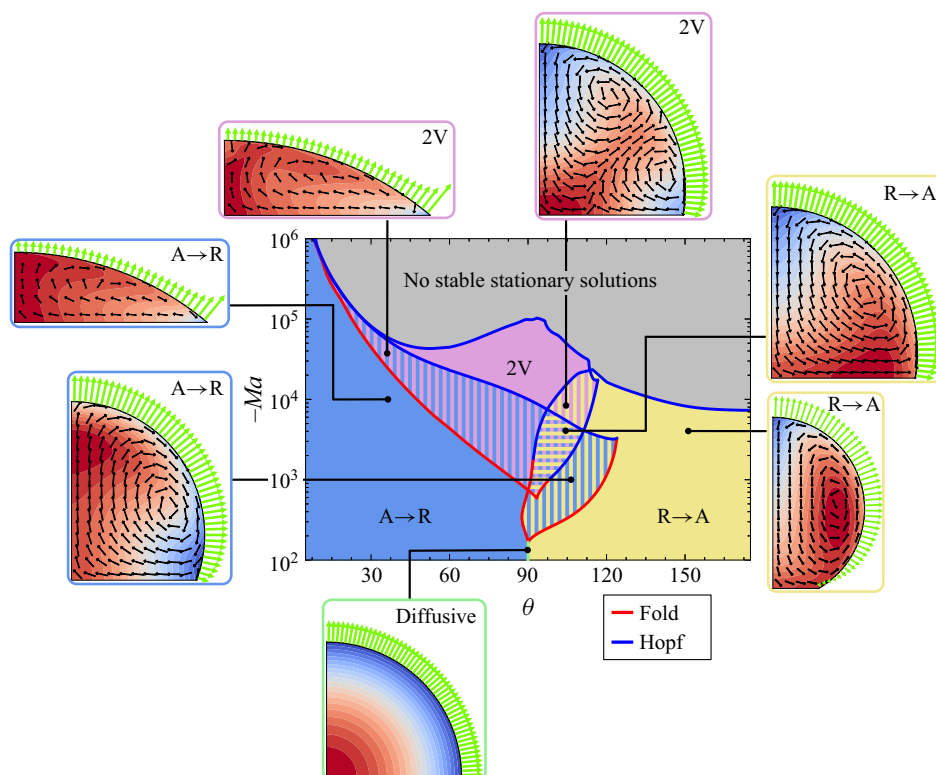 2V
2V
R→A
A→R
10⁶
No stable stationary solutions
10⁵
A→R
2V
–Ma
10⁴
R→A
10³
A→R
R→A
10²
30
60
90
120
150
Diffusive
θ
Fold
Hopf